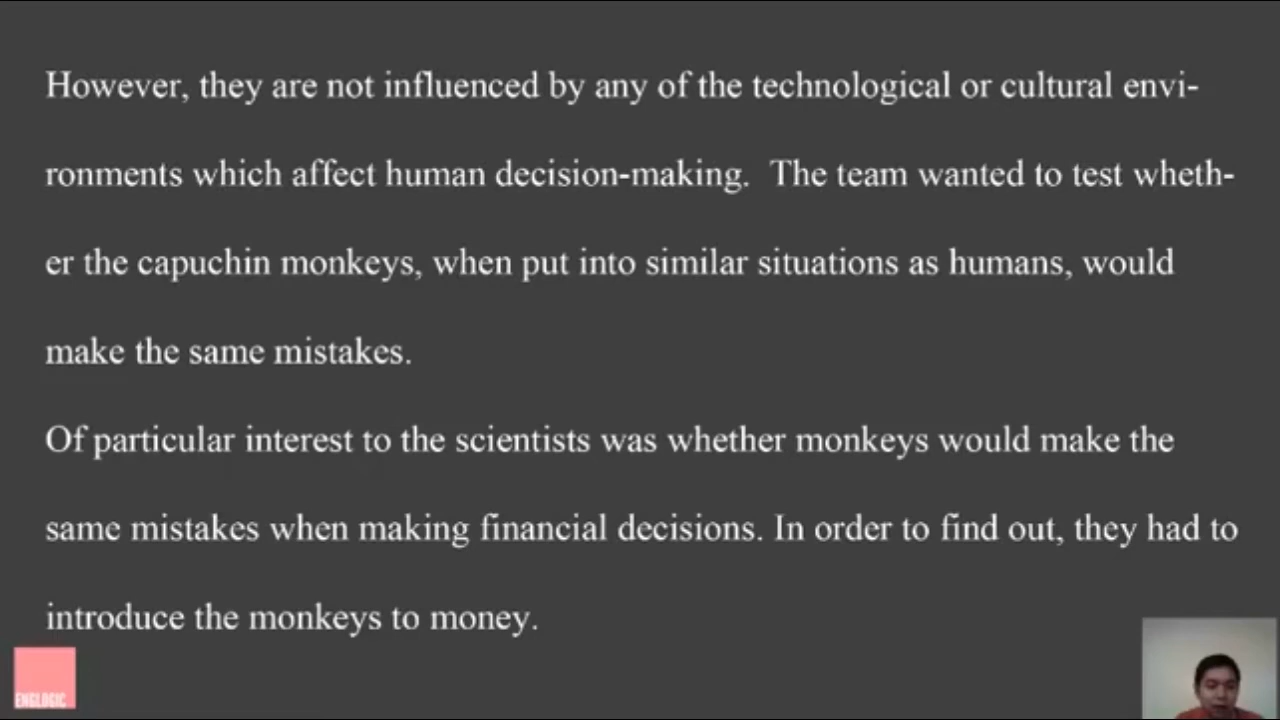 However, they are not influenced by any of the technological or cultural envi-
ronments which affect human decision-making.  The team wanted to test wheth-
er the capuchin monkeys, when put into similar situations as humans, would
make the same mistakes.
Of particular interest to the scientists was whether monkeys would make the
same mistakes when making financial decisions. In order to find out, they had to
introduce the monkeys to money.
ENGLOGIC